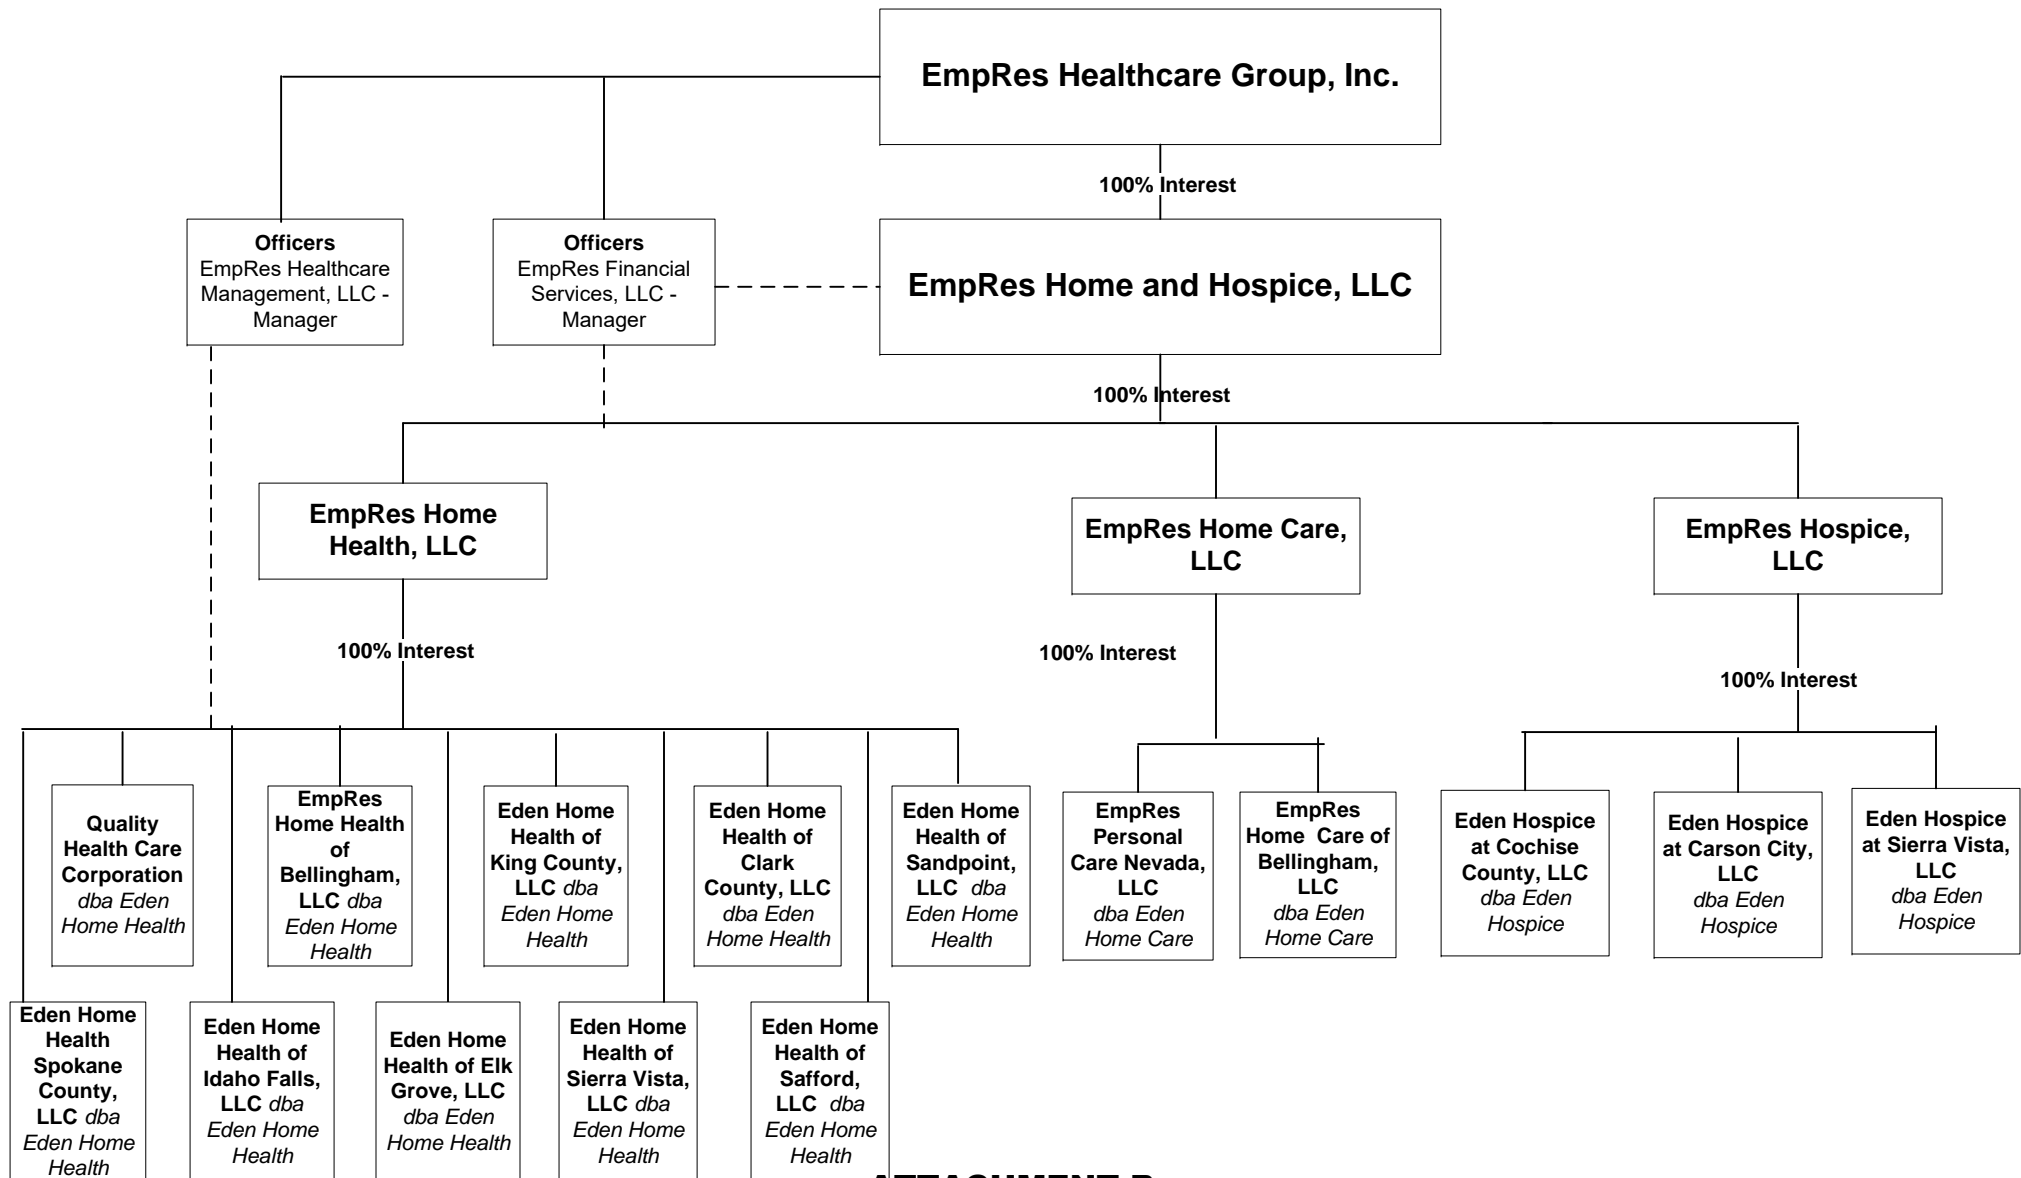 EmpRes Healthcare Group, Inc.
100% Interest
Officers
EmpRes Healthcare
Management, LLC -
Manager
Officers
EmpRes Financial
Services, LLC -
Manager
EmpRes Home and Hospice, LLC
100% Interest
EmpRes Home
Health, LLC
EmpRes Home Care,
LLC
EmpRes Hospice,
LLC
100% Interest
100% Interest
100% Interest
Quality
Health Care
Corporation
dba Eden
Home Health
EmpRes
Home Health
of
Bellingham,
LLC dba
Eden Home
Health
Eden Home
Health of
King County,
LLC dba
Eden Home
Health
Eden Home
Health of
Clark
County, LLC
dba Eden
Home Health
Eden Home
Health of
Sandpoint,
LLC dba
Eden Home
Health
EmpRes
Personal
Care Nevada,
LLC
dba Eden
Home Care
EmpRes
Home Care of
Bellingham,
LLC
dba Eden
Home Care
Eden Hospice
at Cochise
County, LLC
dba Eden
Hospice
Eden Hospice
at Carson City,
LLC
dba Eden
Hospice
Eden Hospice
at Sierra Vista,
LLC
dba Eden
Hospice
Eden Home
Health
Spokane
County,
LLC dba
Eden Home
Health
Eden Home
Health of
Idaho Falls,
LLC dba
Eden Home
Health
Eden Home
Health of Elk
Grove, LLC
dba Eden
Home Health
Eden Home
Health of
Sierra Vista,
LLC dba
Eden Home
Health
Eden Home
Health of
Safford,
LLC dba
Eden Home
Health